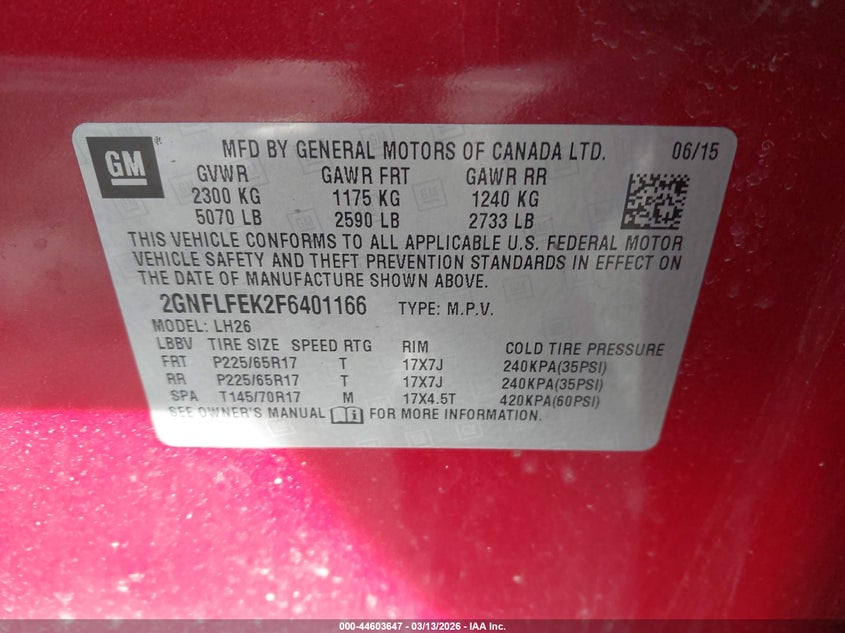 GM ® MFD BY GENERAL MOTORS OF CANADA LTD. 06/15
GVWR GAWR FRT GAWR RR
2300 KG 1175 KG 1240 KG
5070 LB 2590 LB 2733 LB
THIS VEHICLE CONFORMS TO ALL APPLICABLE U.S. FEDERAL MOTOR
VEHICLE SAFETY AND THEFT PREVENTION STANDARDS IN EFFECT ON
THE DATE OF MANUFACTURE SHOWN ABOVE.
2GNFLFEK2F6401166 TYPE: M.P.V.
MODEL: LH26
LBBV TIRE SIZE SPEED RTG RIM COLD TIRE PRESSURE
FRT P225/65R17 T 17X7J 240KPA(35PSI)
RR P225/65R17 T 17X7J 240KPA(35PSI)
SPA T145/70R17 M 17X4.5T 420KPA(60PSI)
SEE OWNER'S MANUAL FOR MORE INFORMATION.
000-44603647 — 03/13/2026 — IAA Inc.